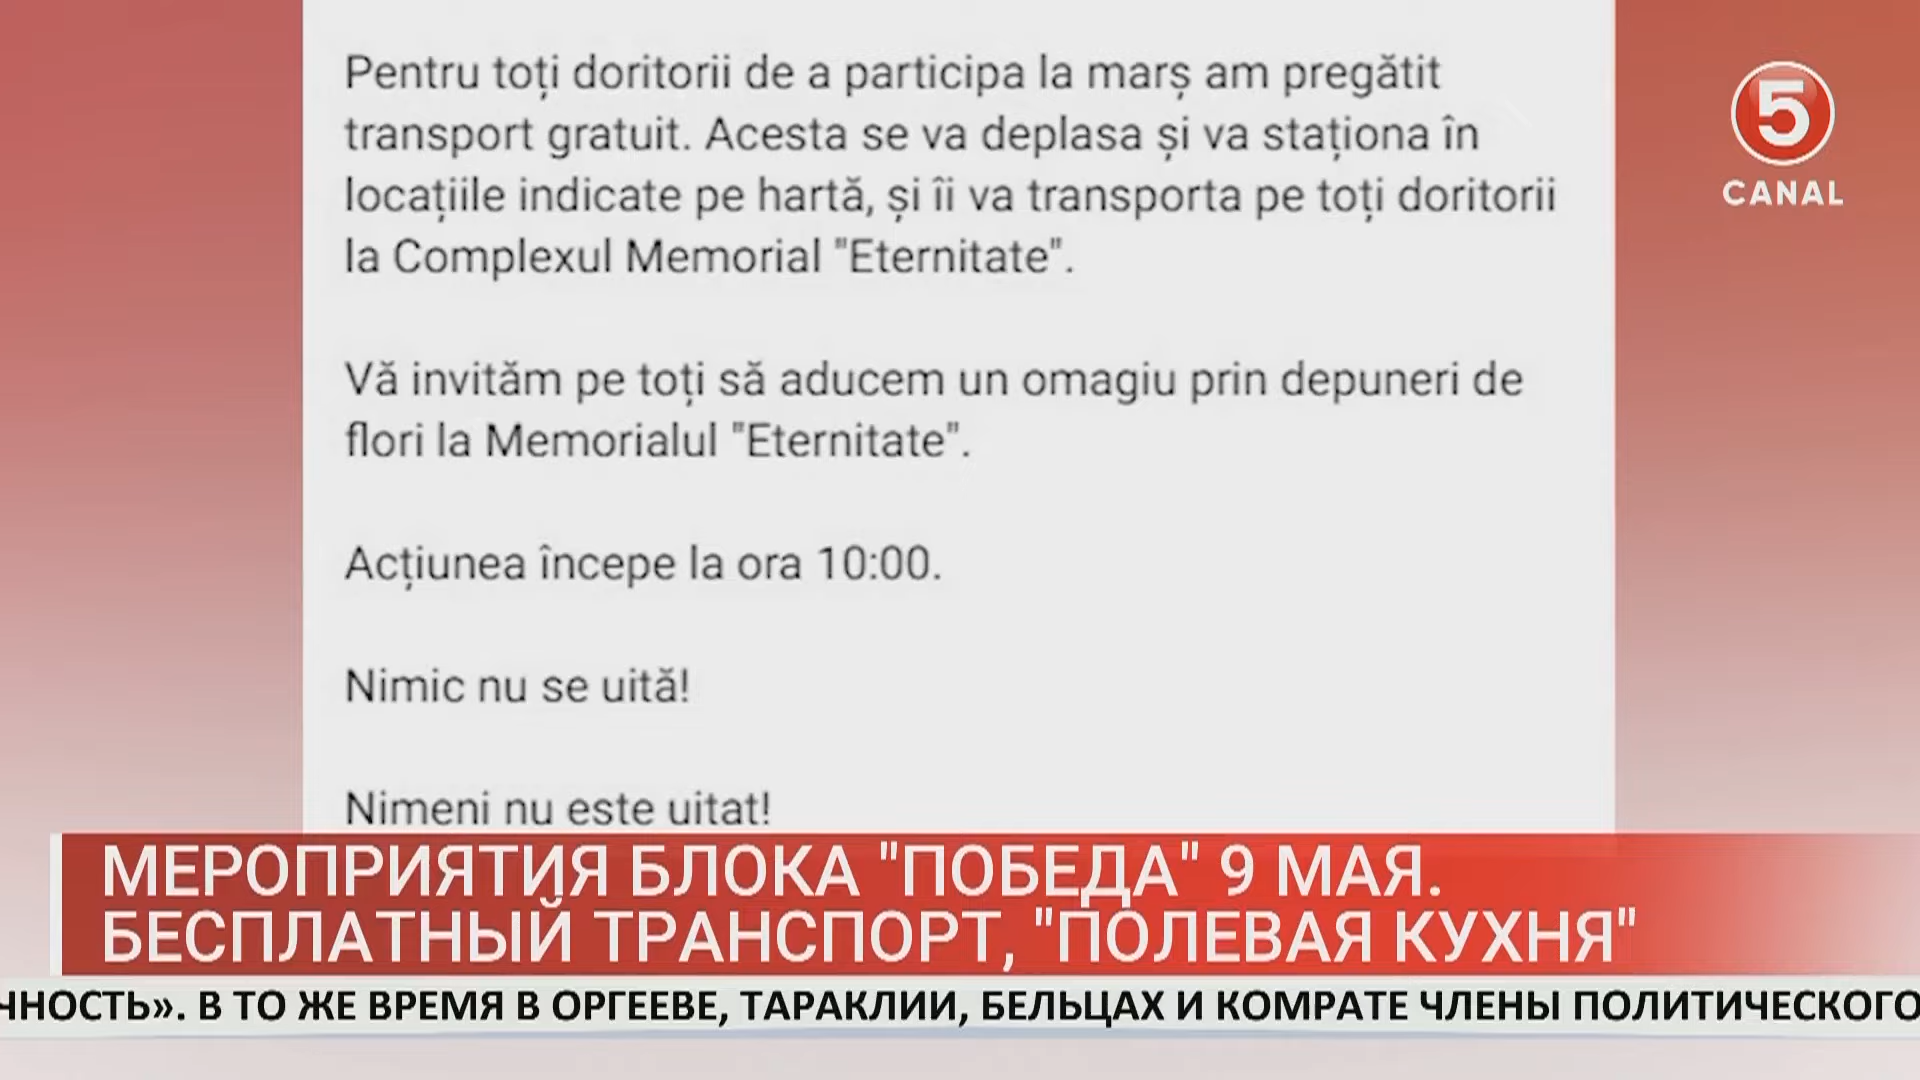 Pentru toți doritorii de a participa la marș am pregătit
transport gratuit. Acesta se va deplasa și va staționa în
locațiile indicate pe hartă, și îi va transporta pe toți doritorii
la Complexul Memorial "Eternitate".
Vă invităm pe toți să aducem un omagiu prin depuneri de
flori la Memorialul "Eternitate".
Acțiunea începe la ora 10:00.
Nimic nu se uită!
Nimeni nu este uitat!
5
CANAL
МЕРОПРИЯТИЯ БЛОКА "ПОБЕДА" 9 МАЯ.
БЕСПЛАТНЫЙ ТРАНСПОРТ, "ПОЛЕВАЯ КУХНЯ"
ЧНОСТЬ». В ТО ЖЕ ВРЕМЯ В ОРГЕЕВЕ, ТАРАКЛИИ, БЕЛЬЦАХ И КОМРАТЕ ЧЛЕНЫ ПОЛИТИЧЕСКОГО